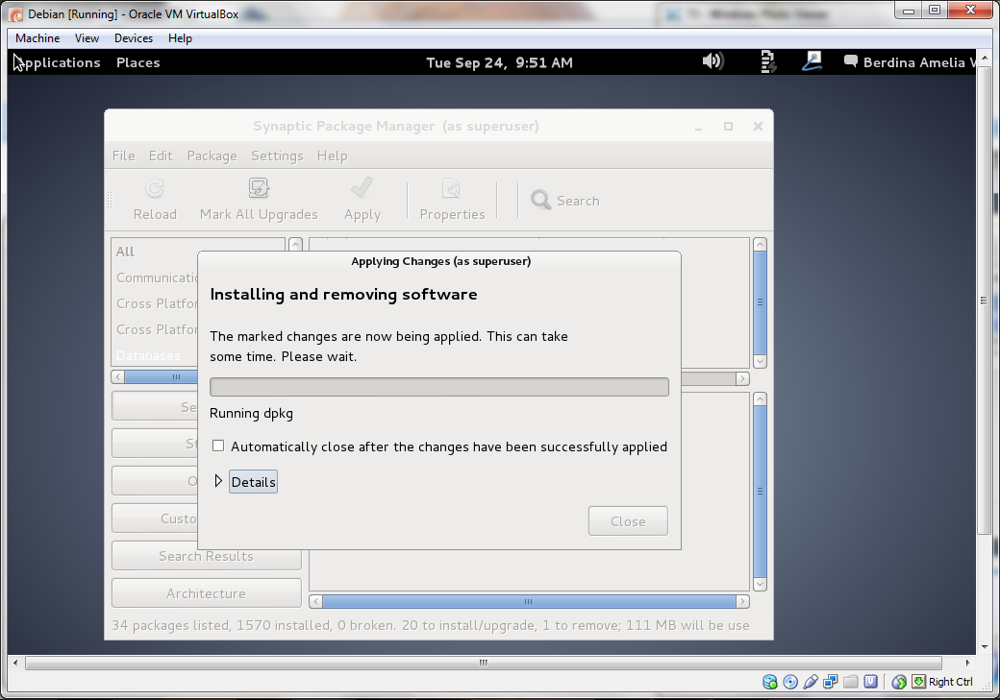 Debian [Running] - Oracle VM VirtualBox
Machine View Devices Help
Applications Places Tue Sep 24, 9:51 AM Berdina Amelia
Synaptic Package Manager (as superuser)
File Edit Package Settings Help
Reload Mark All Upgrades Apply Properties Search
All
Communicatio
Cross Platfor
Cross Platfor
Databases
Applying Changes (as superuser)
Installing and removing software
The marked changes are now being applied. This can take
some time. Please wait.
Running dpkg
Automatically close after the changes have been successfully applied
Details
Close
Se
St
O
Custo
Search Results
Architecture
34 packages listed, 1570 installed, 0 broken. 20 to install/upgrade, 1 to remove; 111 MB will be use
Right Ctrl